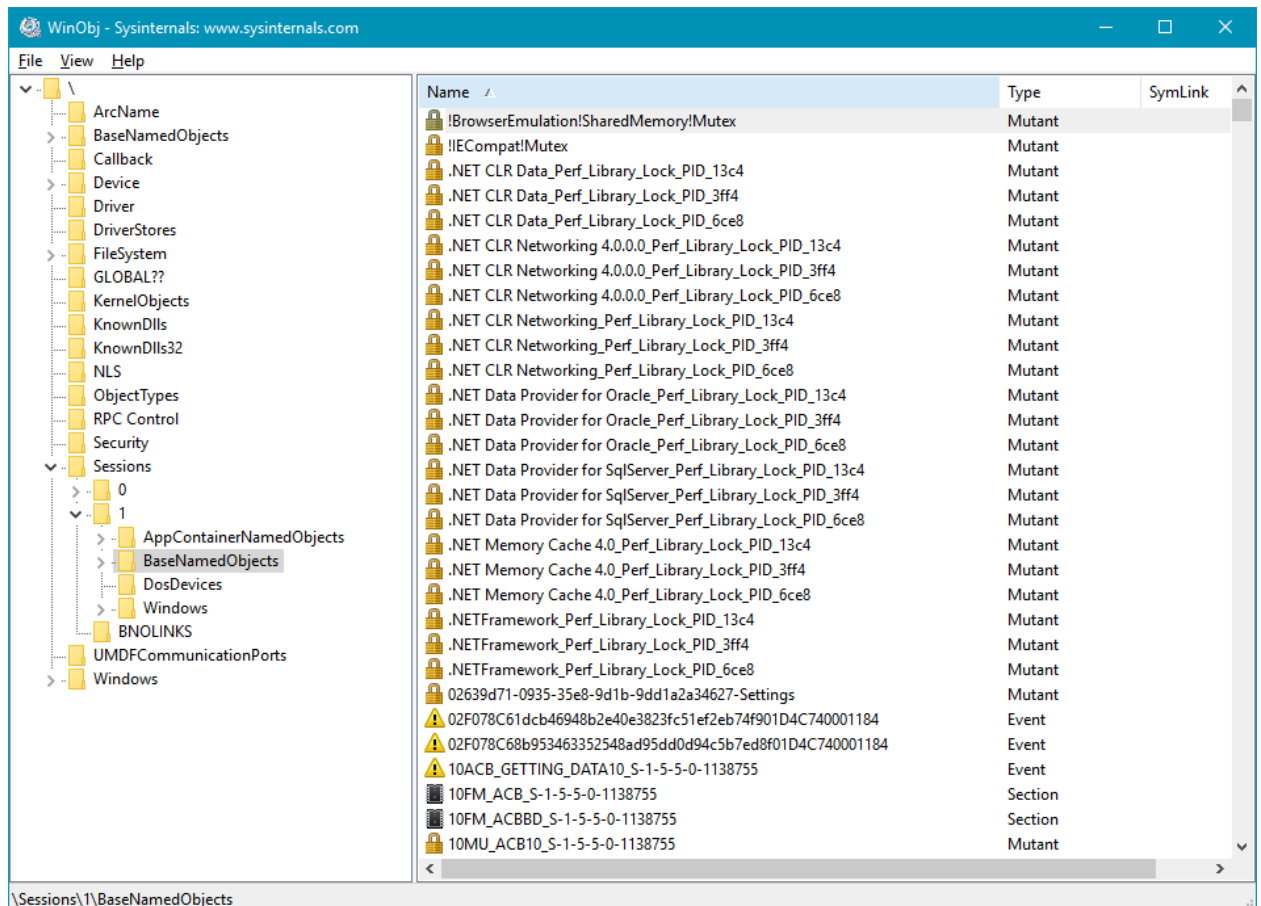 WinObj - Sysinternals: www.sysinternals.com
File View Help
\
ArcName
BaseNamedObjects
Callback
Device
Driver
DriverStores
FileSystem
GLOBAL??
KernelObjects
KnownDlls
KnownDlls32
NLS
ObjectTypes
RPC Control
Security
Sessions
0
1
AppContainerNamedObjects
BaseNamedObjects
DosDevices
Windows
BNOLINKS
UMDFCommunicationPorts
Windows
Name Type SymLink
!BrowserEmulation!SharedMemory!Mutex Mutant
!IECompat!Mutex Mutant
.NET CLR Data_Perf_Library_Lock_PID_13c4 Mutant
.NET CLR Data_Perf_Library_Lock_PID_3ff4 Mutant
.NET CLR Data_Perf_Library_Lock_PID_6ce8 Mutant
.NET CLR Networking 4.0.0.0_Perf_Library_Lock_PID_13c4 Mutant
.NET CLR Networking 4.0.0.0_Perf_Library_Lock_PID_3ff4 Mutant
.NET CLR Networking 4.0.0.0_Perf_Library_Lock_PID_6ce8 Mutant
.NET CLR Networking_Perf_Library_Lock_PID_13c4 Mutant
.NET CLR Networking_Perf_Library_Lock_PID_3ff4 Mutant
.NET CLR Networking_Perf_Library_Lock_PID_6ce8 Mutant
.NET Data Provider for Oracle_Perf_Library_Lock_PID_13c4 Mutant
.NET Data Provider for Oracle_Perf_Library_Lock_PID_3ff4 Mutant
.NET Data Provider for Oracle_Perf_Library_Lock_PID_6ce8 Mutant
.NET Data Provider for SqlServer_Perf_Library_Lock_PID_13c4 Mutant
.NET Data Provider for SqlServer_Perf_Library_Lock_PID_3ff4 Mutant
.NET Data Provider for SqlServer_Perf_Library_Lock_PID_6ce8 Mutant
.NET Memory Cache 4.0_Perf_Library_Lock_PID_13c4 Mutant
.NET Memory Cache 4.0_Perf_Library_Lock_PID_3ff4 Mutant
.NET Memory Cache 4.0_Perf_Library_Lock_PID_6ce8 Mutant
.NETFramework_Perf_Library_Lock_PID_13c4 Mutant
.NETFramework_Perf_Library_Lock_PID_3ff4 Mutant
.NETFramework_Perf_Library_Lock_PID_6ce8 Mutant
02639d71-0935-35e8-9d1b-9dd1a2a34627-Settings Mutant
02F078C61dcb46948b2e40e3823fc51ef2eb74f901D4C740001184 Event
02F078C68b953463352548ad95dd0d94c5b7ed8f01D4C740001184 Event
10ACB_GETTING_DATA10_S-1-5-5-0-1138755 Event
10FM_ACB_S-1-5-5-0-1138755 Section
10FM_ACBBD_S-1-5-5-0-1138755 Section
10MU_ACB10_S-1-5-5-0-1138755 Mutant
\Sessions\1\BaseNamedObjects